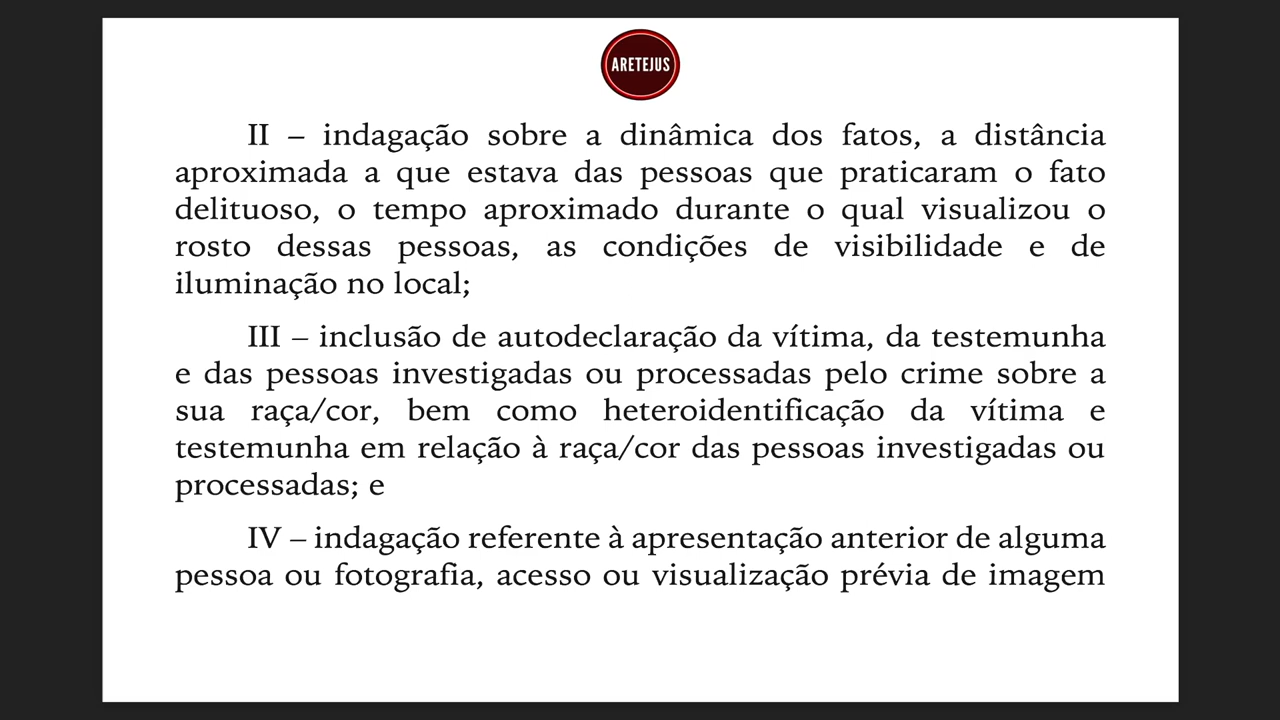 ARETEJUS
II – indagação sobre a dinâmica dos fatos, a distância
aproximada a que estava das pessoas que praticaram o fato
delituoso, o tempo aproximado durante o qual visualizou o
rosto dessas pessoas, as condições de visibilidade e de
iluminação no local;
III – inclusão de autodeclaração da vítima, da testemunha
e das pessoas investigadas ou processadas pelo crime sobre a
sua raça/cor, bem como heteroidentificação da vítima e
testemunha em relação à raça/cor das pessoas investigadas ou
processadas; e
IV – indagação referente à apresentação anterior de alguma
pessoa ou fotografia, acesso ou visualização prévia de imagem